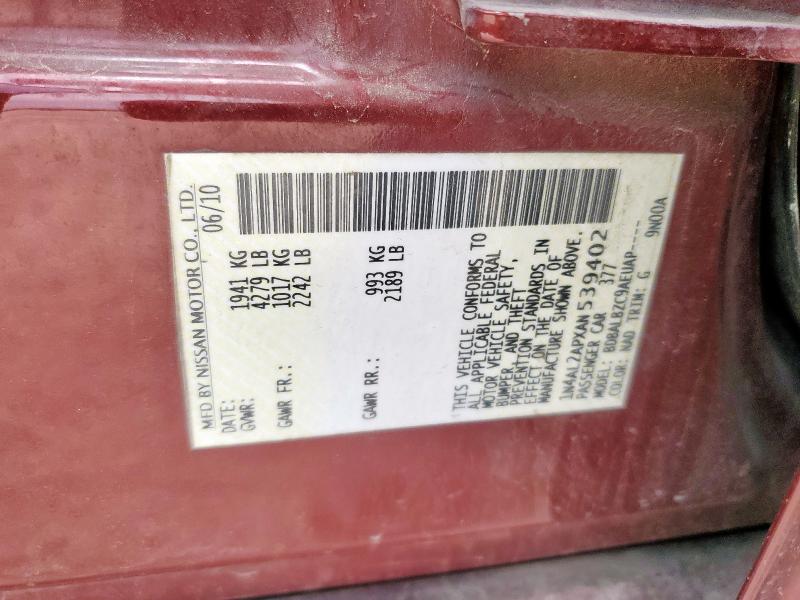 MFD BY NISSAN MOTOR CO., LTD.
DATE: 06/10
GVWR: 1941 KG
4279 LB
GAWR FR.: 1017 KG
2242 LB
GAWR RR.: 993 KG
2189 LB
THIS VEHICLE CONFORMS TO
ALL APPLICABLE FEDERAL
MOTOR VEHICLE SAFETY,
BUMPER, AND THEFT
PREVENTION STANDARDS IN
EFFECT ON THE DATE OF
MANUFACTURE SHOWN ABOVE.
1N4AL2APXAN539402
PASSENGER CAR 377
MODEL: BDBALBZC9AEUAP-----
COLOR: NAD TRIM: G 9N00A